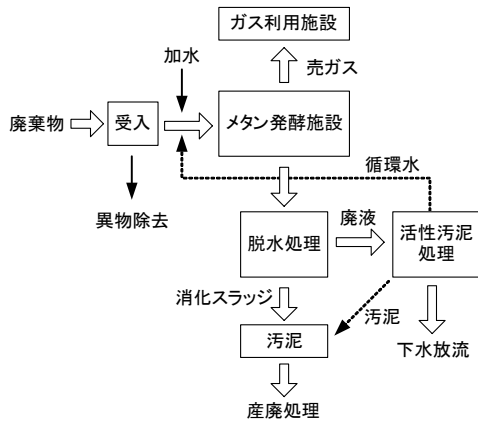 ガス利用施設
加水
売ガス
廃棄物
受入
メタン発酵施設
循環水
異物除去
脱水処理
廃液
活性汚泥
処理
消化スラッジ
汚泥
汚泥
下水放流
産廃処理